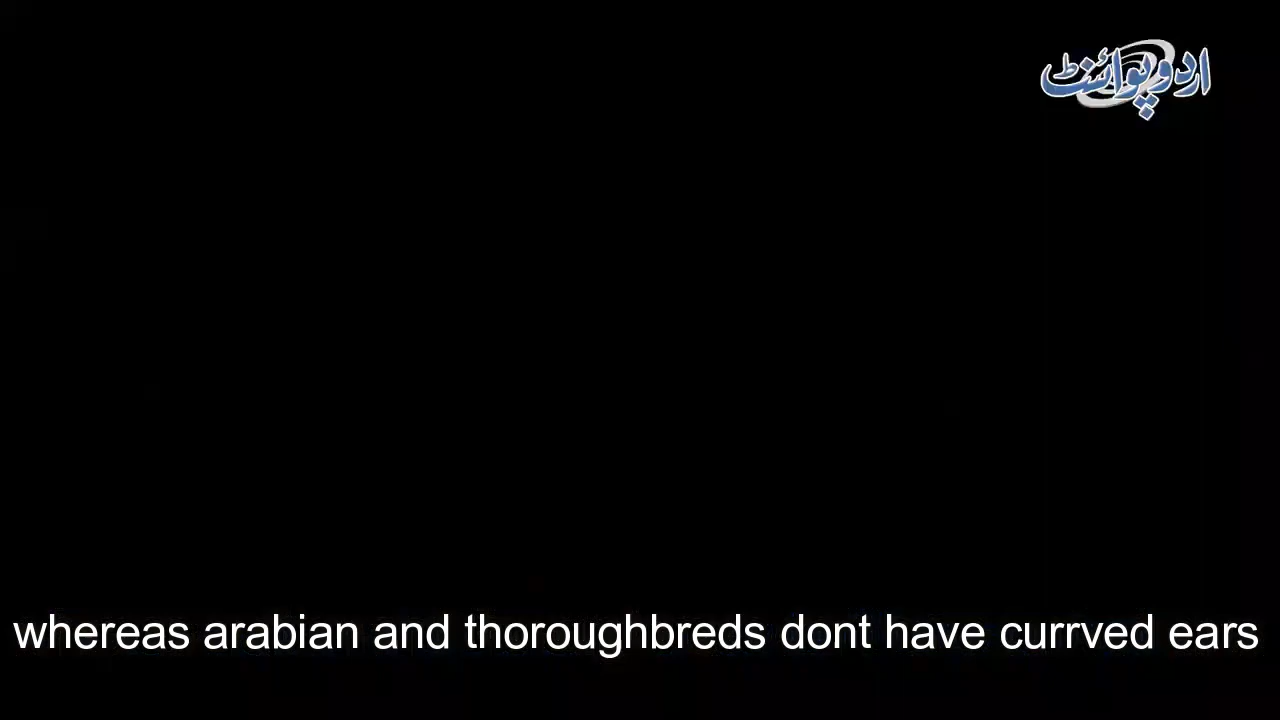 اردو پوائنٹ
whereas arabian and thoroughbreds dont have currved ears